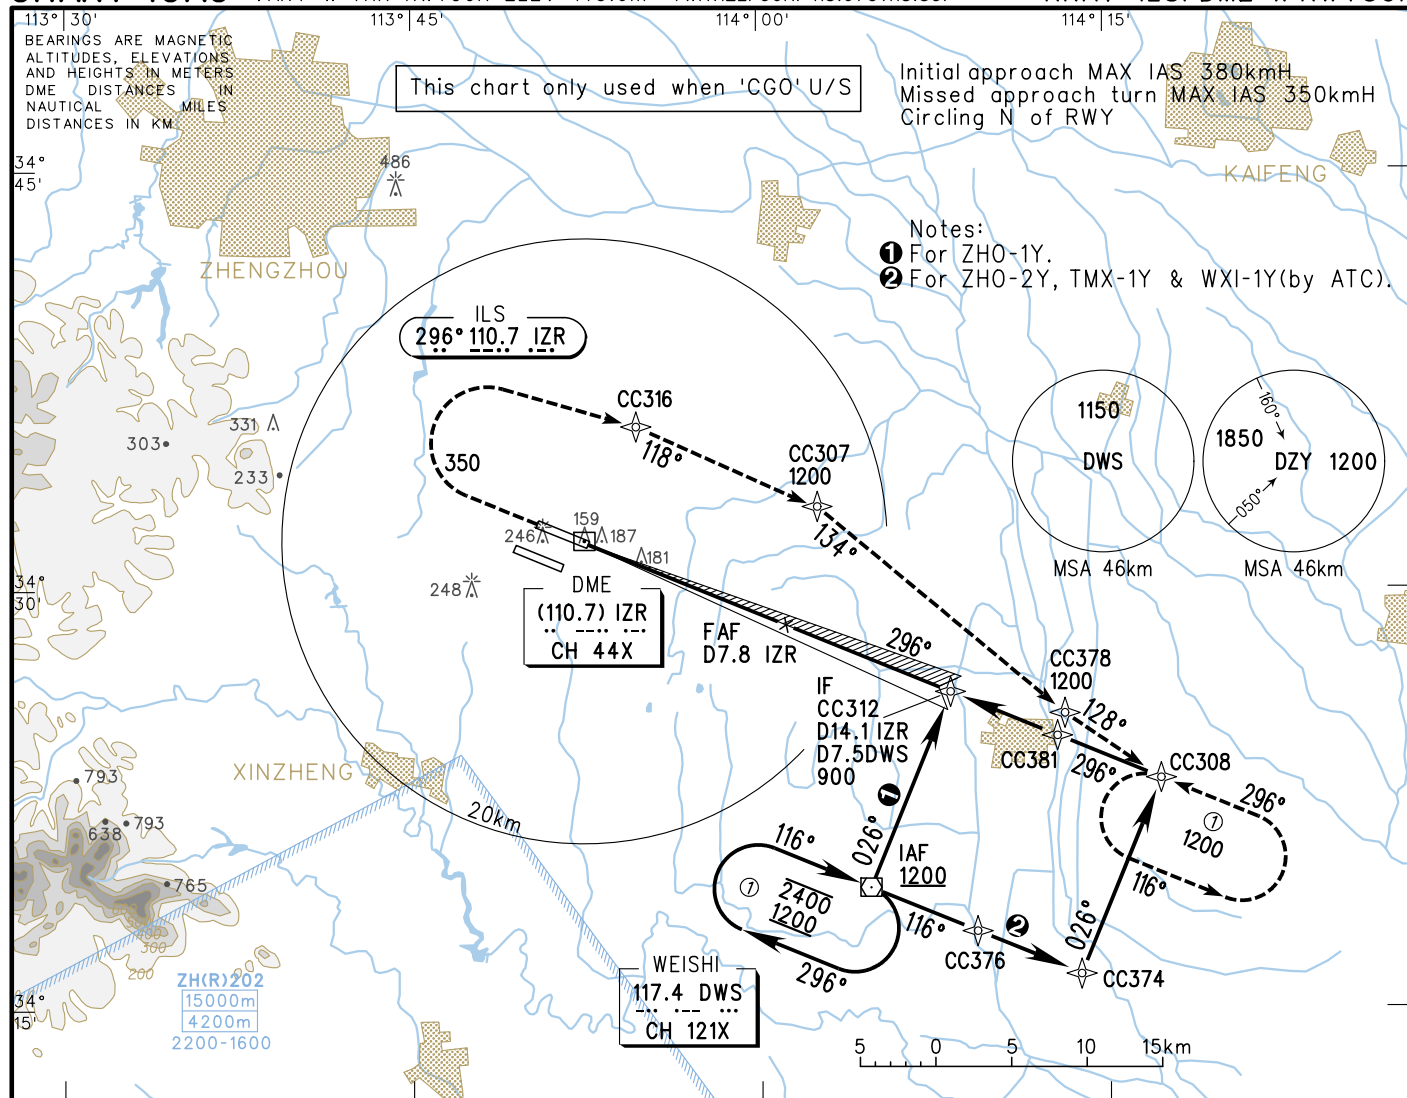 113°30'
113°45'
114°00'
114°15'
BEARINGS ARE MAGNETIC
ALTITUDES, ELEVATIONS
AND HEIGHTS IN METERS
DME DISTANCES IN
NAUTICAL MILES
DISTANCES IN KM
This chart only used when 'CGO' U/S
Initial approach MAX IAS 380kmH
Missed approach turn MAX IAS 350kmH
Circling N of RWY
34°
45'
486
KAIFENG
ZHENGZHOU
Notes:
❶ For ZHO-1Y.
❷ For ZHO-2Y, TMX-1Y & WXI-1Y(by ATC).
ILS
296° 110.7 IZR
CC316
118°
CC307
1200
134°
350
331
303
233
1150
DWS
MSA 46km
160°
1850
DZY 1200
050°
MSA 46km
159
246
187
181
248
34°
30'
DME
(110.7) IZR
CH 44X
FAF
D7.8 IZR
296°
IF
CC312
D14.1 IZR
D7.5DWS
900
CC378
1200
128°
CC381
296°
CC308
296°
①
1200
116°
XINZHENG
793
638
793
765
20km
❶
026°
116°
①
2400
1200
296°
IAF
1200
116°
❷
CC376
026°
CC374
400
300
200
ZH(R)202
15000m
4200m
2200-1600
34°
15'
WEISHI
117.4 DWS
CH 121X
5 0 5 10 15km